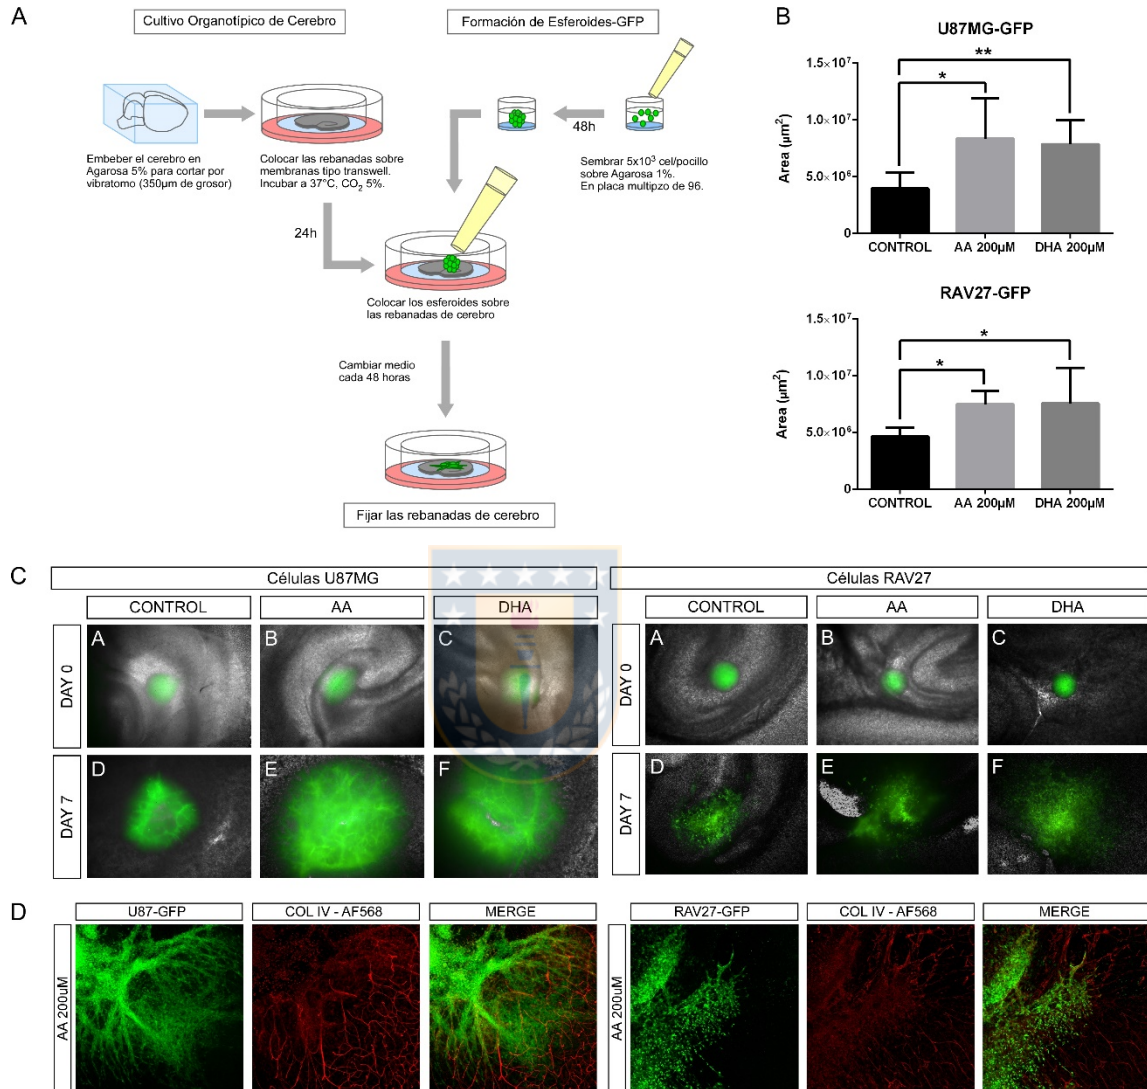 A
Cultivo Organotípico de Cerebro
Formación de Esferoides-GFP
Embeber el cerebro en
Agarosa 5% para cortar por
vibratomo (350µm de grosor)
Colocar las rebanadas sobre
membranas tipo transwell.
Incubar a 37°C, CO2 5%.
48h
Sembrar 5x10³ cel/pocillo
sobre Agarosa 1%.
En placa multipzo de 96.
24h
Colocar los esferoides sobre
las rebanadas de cerebro
Cambiar medio
cada 48 horas
Fijar las rebanadas de cerebro
B
U87MG-GFP
**
*
1.5×10⁷
1.0×10⁷
5.0×10⁶
0
Area (µm²)
CONTROL AA 200µM DHA 200µM
RAV27-GFP
*
*
1.5×10⁷
1.0×10⁷
5.0×10⁶
0
Area (µm²)
CONTROL AA 200µM DHA 200µM
C
Células U87MG
CONTROL AA DHA
DAY 0
A B C
DAY 7
D E F
Células RAV27
CONTROL AA DHA
DAY 0
A B C
DAY 7
D E F
D
U87-GFP COL IV - AF568 MERGE
AA 200uM
RAV27-GFP COL IV - AF568 MERGE
AA 200uM